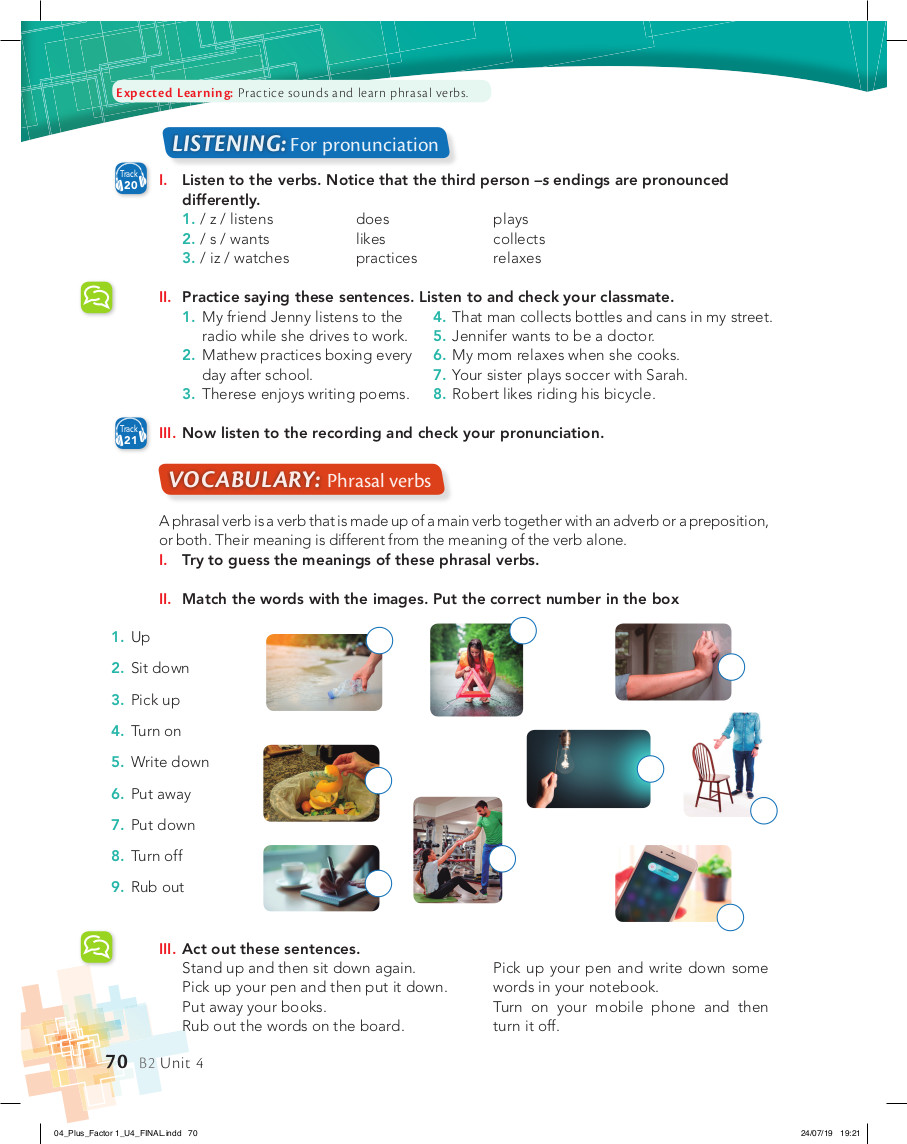 Expected Learning: Practice sounds and learn phrasal verbs.
LISTENING: For pronunciation
Track
20
I. Listen to the verbs. Notice that the third person –s endings are pronounced
differently.
1. / z / listens does plays
2. / s / wants likes collects
3. / iz / watches practices relaxes
II. Practice saying these sentences. Listen to and check your classmate.
1. My friend Jenny listens to the
radio while she drives to work.
2. Mathew practices boxing every
day after school.
3. Therese enjoys writing poems.
4. That man collects bottles and cans in my street.
5. Jennifer wants to be a doctor.
6. My mom relaxes when she cooks.
7. Your sister plays soccer with Sarah.
8. Robert likes riding his bicycle.
Track
21
III. Now listen to the recording and check your pronunciation.
VOCABULARY: Phrasal verbs
A phrasal verb is a verb that is made up of a main verb together with an adverb or a preposition,
or both. Their meaning is different from the meaning of the verb alone.
I. Try to guess the meanings of these phrasal verbs.
II. Match the words with the images. Put the correct number in the box
1. Up
2. Sit down
3. Pick up
4. Turn on
5. Write down
6. Put away
7. Put down
8. Turn off
9. Rub out
III. Act out these sentences.
Stand up and then sit down again.
Pick up your pen and then put it down.
Put away your books.
Rub out the words on the board.
Pick up your pen and write down some
words in your notebook.
Turn on your mobile phone and then
turn it off.
70 B2 Unit 4
04_Plus_Factor 1_U4_FINAL.indd 70
24/07/19 19:21